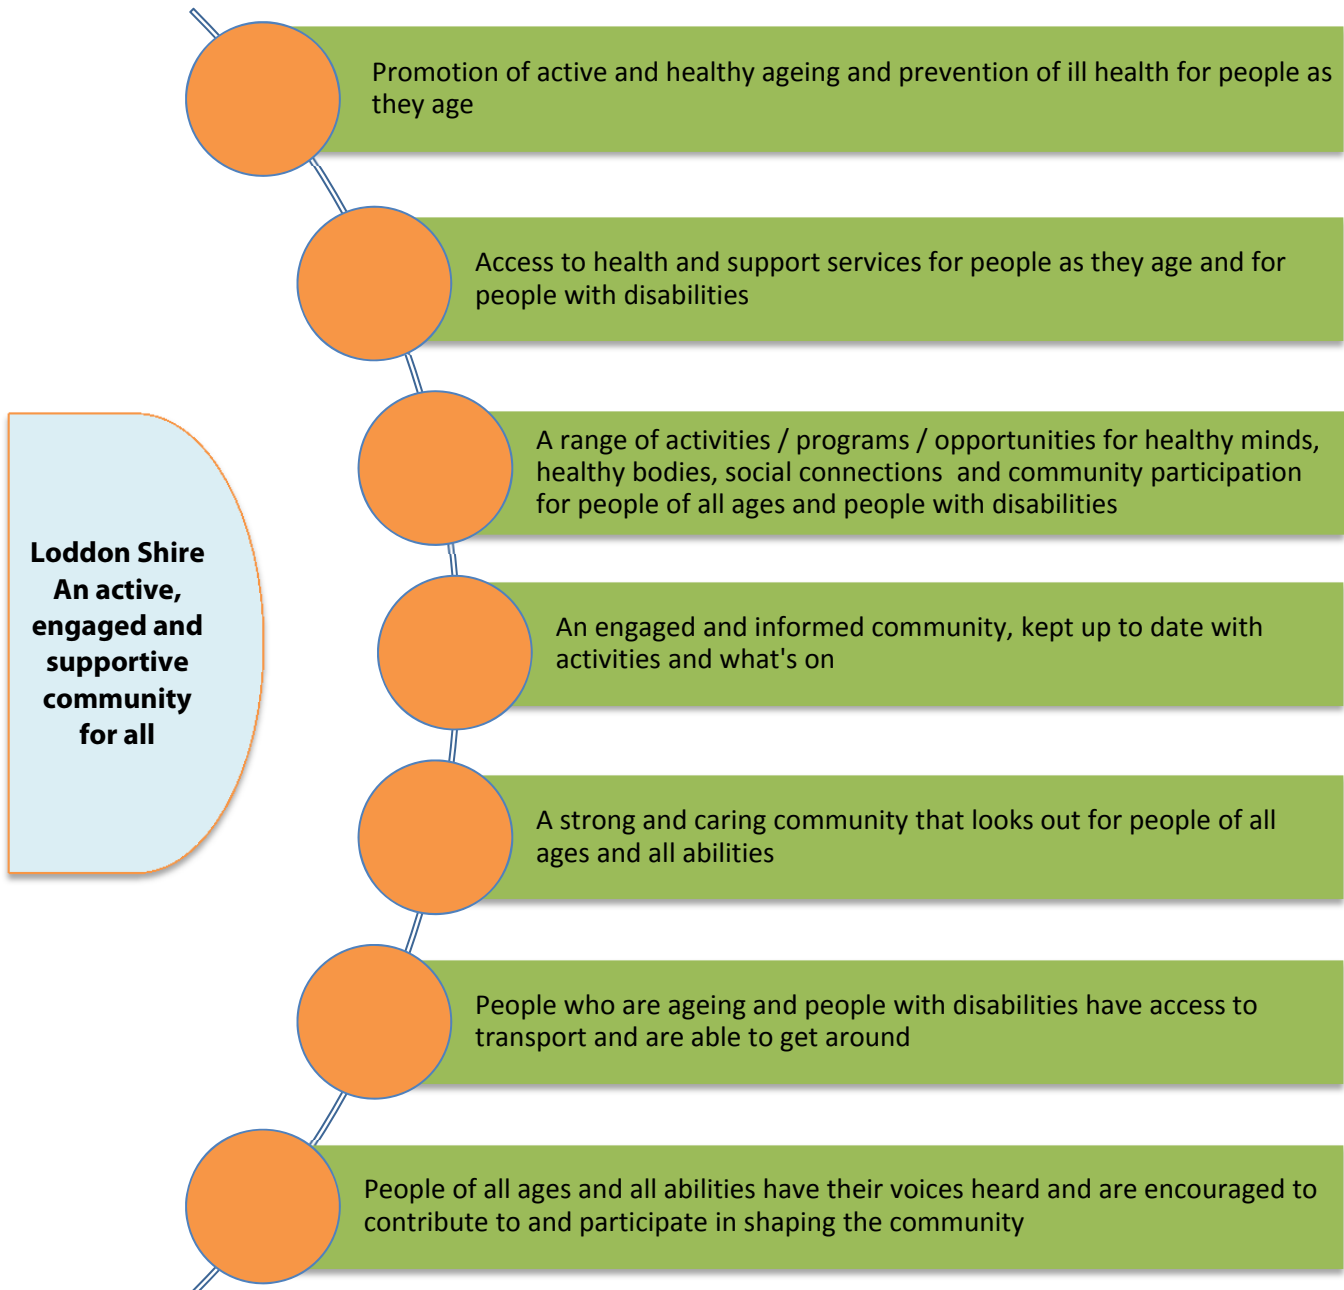 Promotion of active and healthy ageing and prevention of ill health for people as
they age
Access to health and support services for people as they age and for
people with disabilities
A range of activities / programs / opportunities for healthy minds,
healthy bodies, social connections  and community participation
for people of all ages and people with disabilities
Loddon Shire
An active,
engaged and
supportive
community
for all
An engaged and informed community, kept up to date with
activities and what's on
A strong and caring community that looks out for people of all
ages and all abilities
People who are ageing and people with disabilities have access to
transport and are able to get around
People of all ages and all abilities have their voices heard and are encouraged to
contribute to and participate in shaping the community